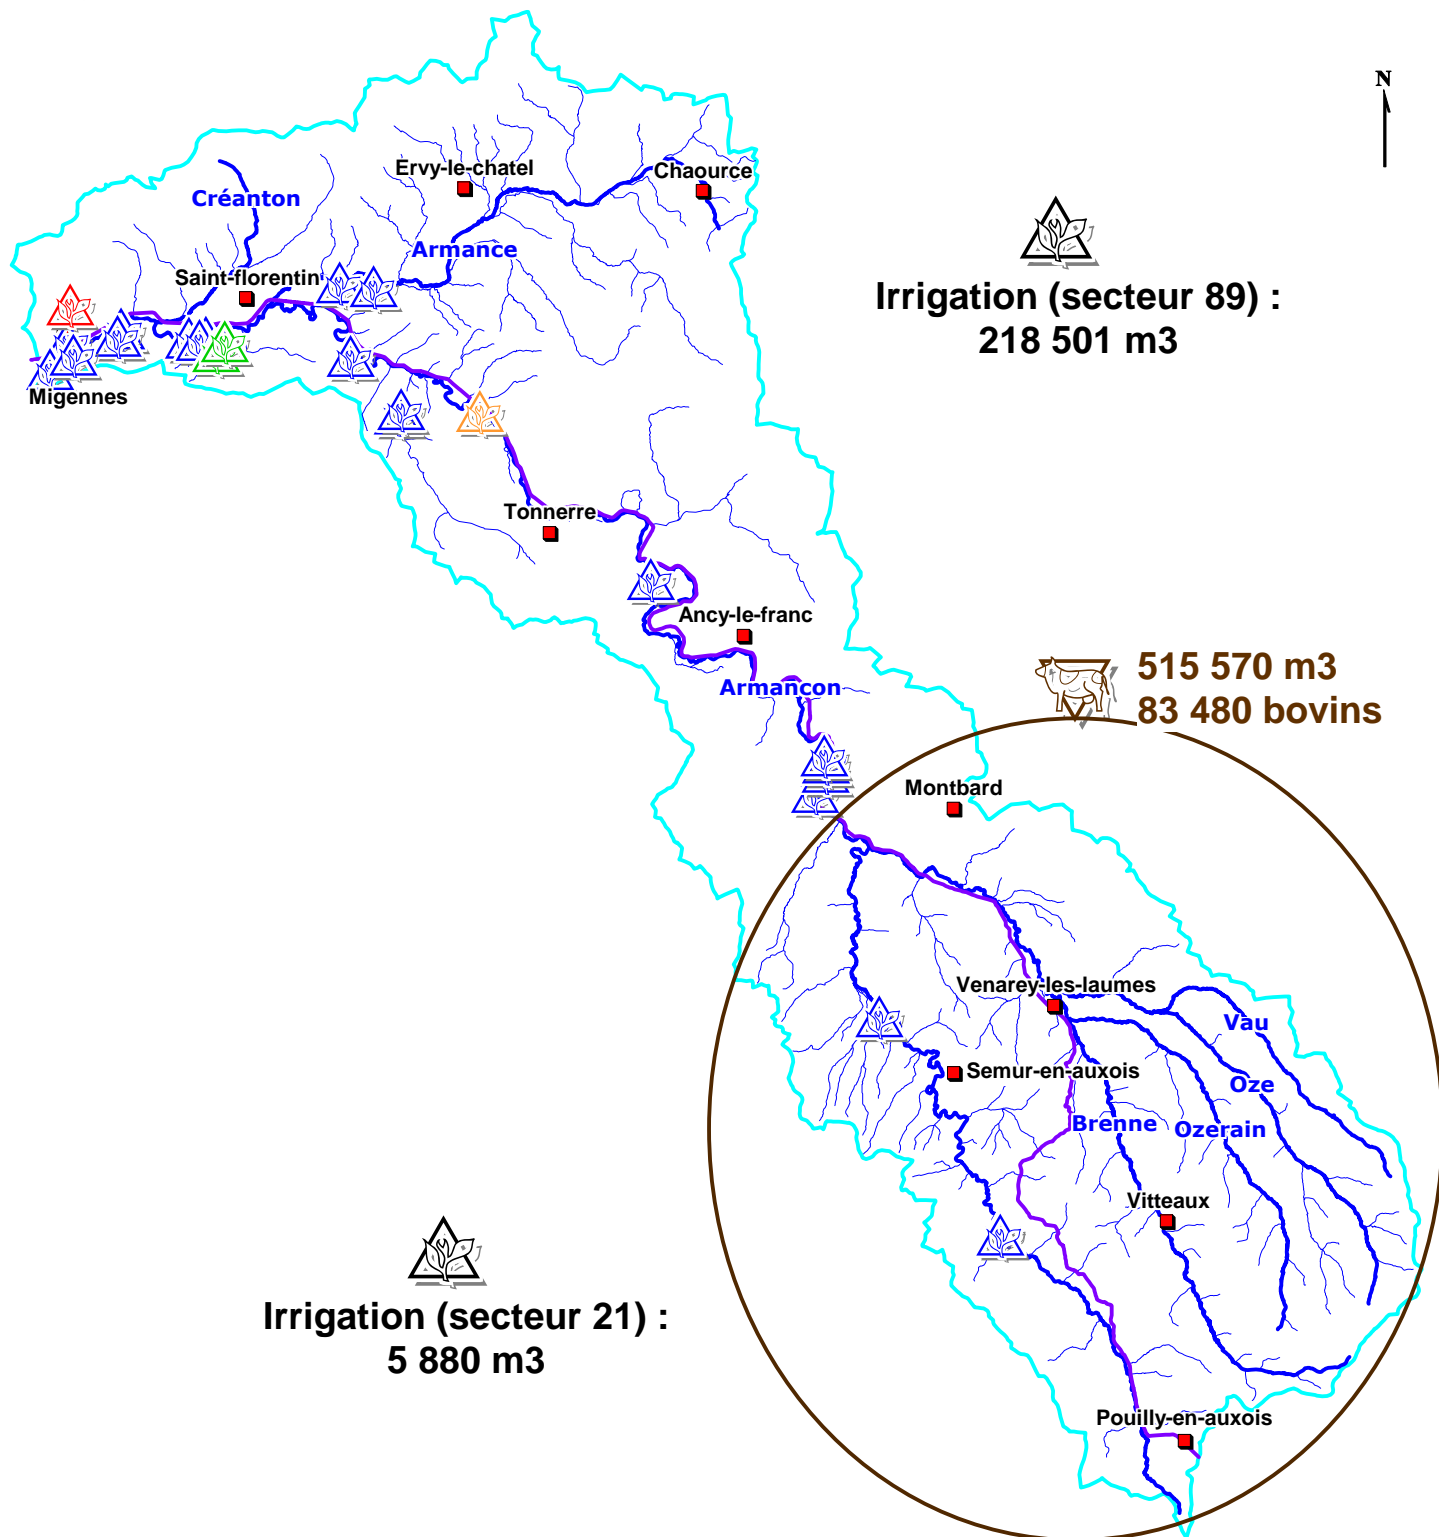 N
Ervy-le-chatel
Chaource
Créanton
Armance
Saint-florentin
Irrigation (secteur 89) :
218 501 m3
Migennes
Tonnerre
Ancy-le-franc
Armancon
515 570 m3
83 480 bovins
Montbard
Venarey-les-laumes
Vau
Semur-en-auxois
Oze
Brenne
Ozerain
Vitteaux
Irrigation (secteur 21) :
5 880 m3
Pouilly-en-auxois